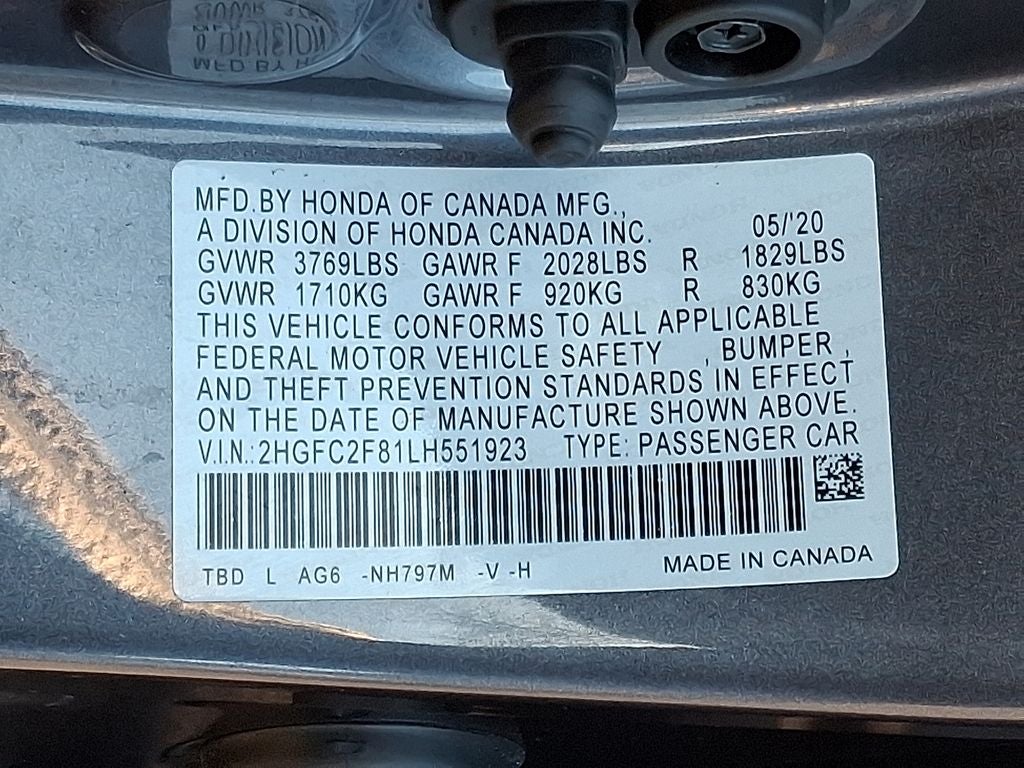 MFD.BY HONDA OF CANADA MFG.,
A DIVISION OF HONDA CANADA INC. 05/'20
GVWR 3769LBS GAWR F 2028LBS R 1829LBS
GVWR 1710KG GAWR F 920KG R 830KG
THIS VEHICLE CONFORMS TO ALL APPLICABLE
FEDERAL MOTOR VEHICLE SAFETY , BUMPER ,
AND THEFT PREVENTION STANDARDS IN EFFECT
ON THE DATE OF MANUFACTURE SHOWN ABOVE.
V.I.N.:2HGFC2F81LH551923 TYPE: PASSENGER CAR
TBD L AG6 -NH797M -V -H MADE IN CANADA